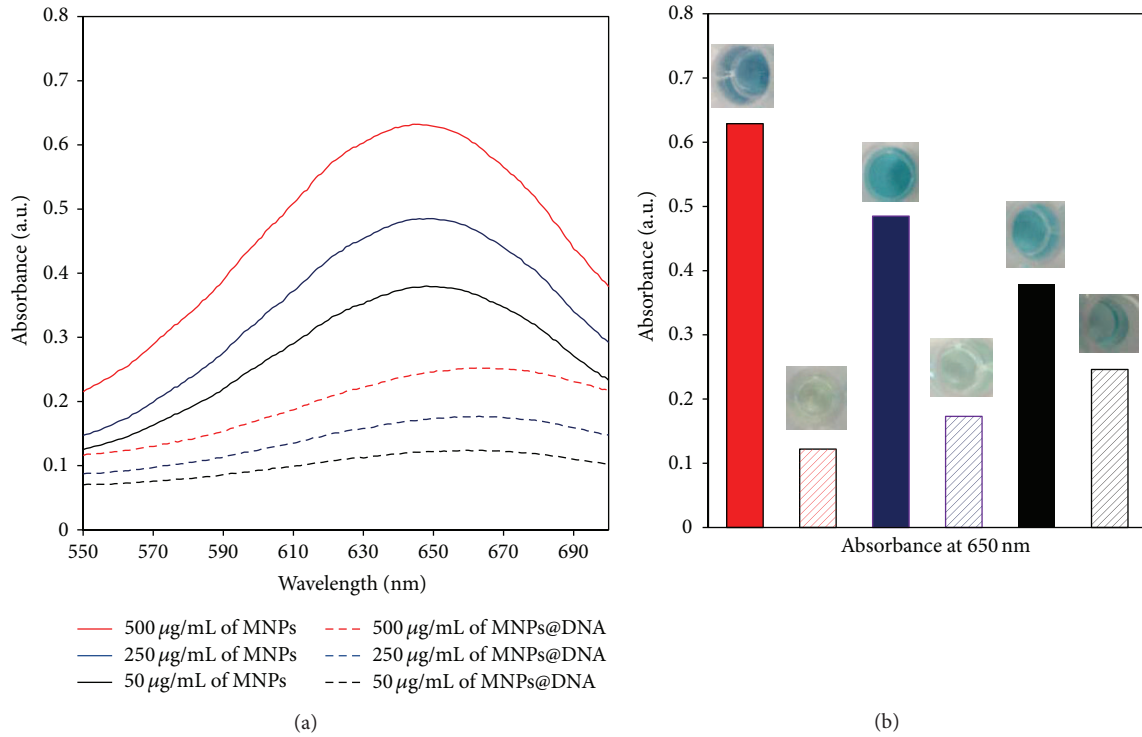 0.8
0.7
0.6
0.5
0.4
0.3
0.2
0.1
0
Absorbance (a.u.)
550 570 590 610 630 650 670 690
Wavelength (nm)
500 μg/mL of MNPs
250 μg/mL of MNPs
50 μg/mL of MNPs
500 μg/mL of MNPs@DNA
250 μg/mL of MNPs@DNA
50 μg/mL of MNPs@DNA
(a)
0.8
0.7
0.6
0.5
0.4
0.3
0.2
0.1
0
Absorbance (a.u.)
Absorbance at 650 nm
(b)